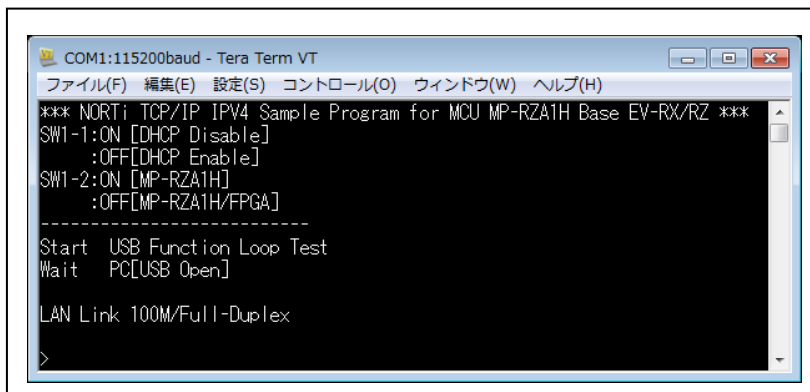 COM1:115200baud - Tera Term VT
ファイル(F) 編集(E) 設定(S) コントロール(O) ウィンドウ(W) ヘルプ(H)
*** NORTi TCP/IP IPV4 Sample Program for MCU MP-RZA1H Base EV-RX/RZ ***
SW1-1:ON [DHCP Disable]
:OFF[DHCP Enable]
SW1-2:ON [MP-RZA1H]
:OFF[MP-RZA1H/FPGA]
---------------------------
Start USB Function Loop Test
Wait PC[USB Open]
LAN Link 100M/Full-Duplex
>